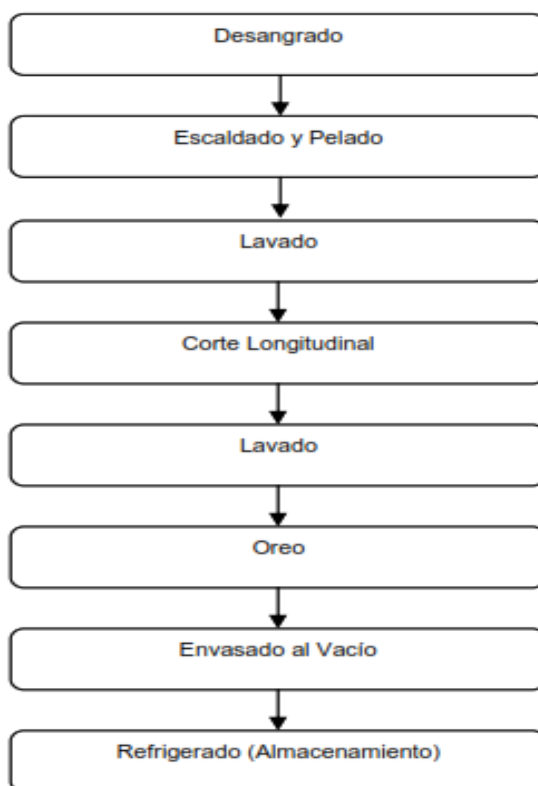 Desangrado
Escaldado y Pelado
Lavado
Corte Longitudinal
Lavado
Oreo
Envasado al Vacío
Refrigerado (Almacenamiento)